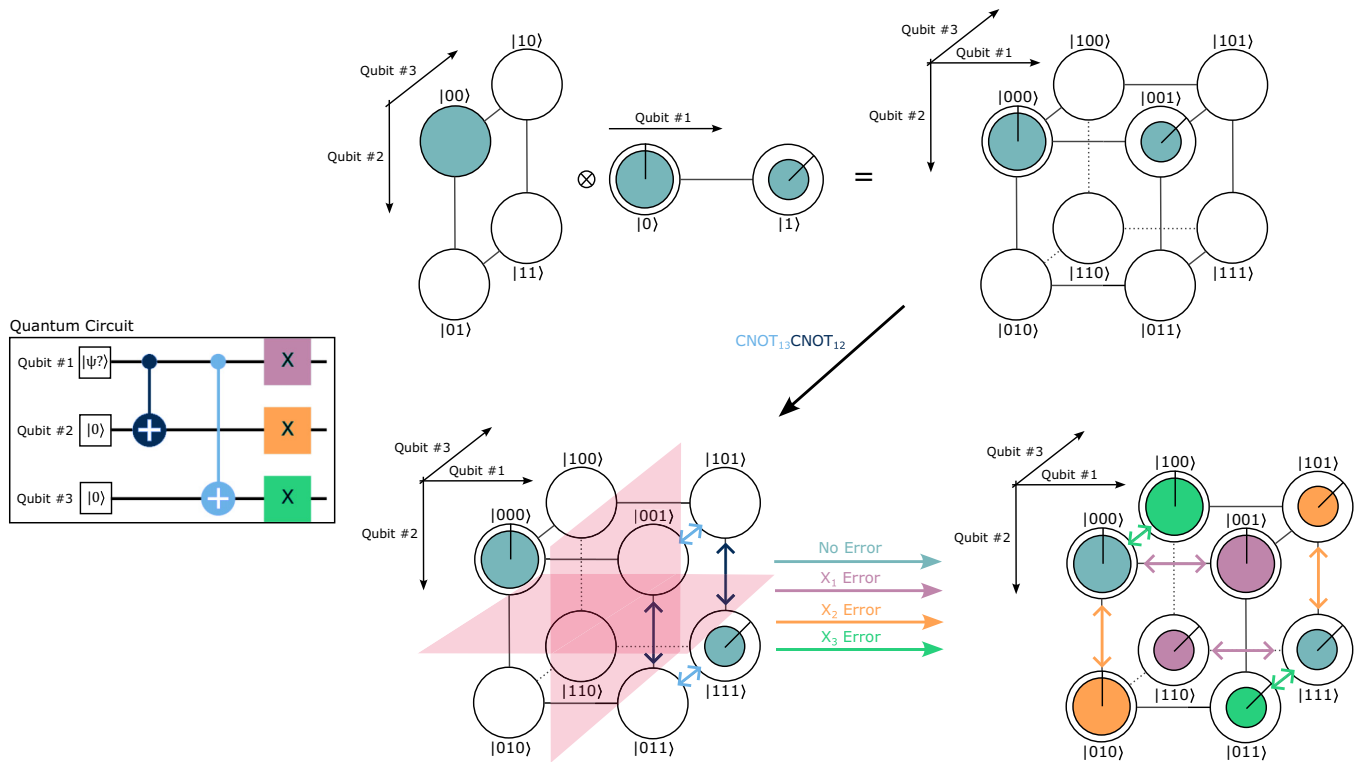 Qubit #3
Qubit #2
|10⟩
|00⟩
|11⟩
|01⟩
⊗
Qubit #1
|0⟩
|1⟩
=
Qubit #3
Qubit #1
Qubit #2
|100⟩
|101⟩
|000⟩
|001⟩
|110⟩
|111⟩
|010⟩
|011⟩
Quantum Circuit
Qubit #1 |ψ?⟩ X
Qubit #2 |0⟩ X
Qubit #3 |0⟩ X
CNOT₁₃CNOT₁₂
Qubit #3
Qubit #1
Qubit #2
|100⟩
|101⟩
|000⟩
|001⟩
|110⟩
|111⟩
|010⟩
|011⟩
No Error
X₁ Error
X₂ Error
X₃ Error
Qubit #3
Qubit #1
Qubit #2
|100⟩
|101⟩
|000⟩
|001⟩
|110⟩
|111⟩
|010⟩
|011⟩